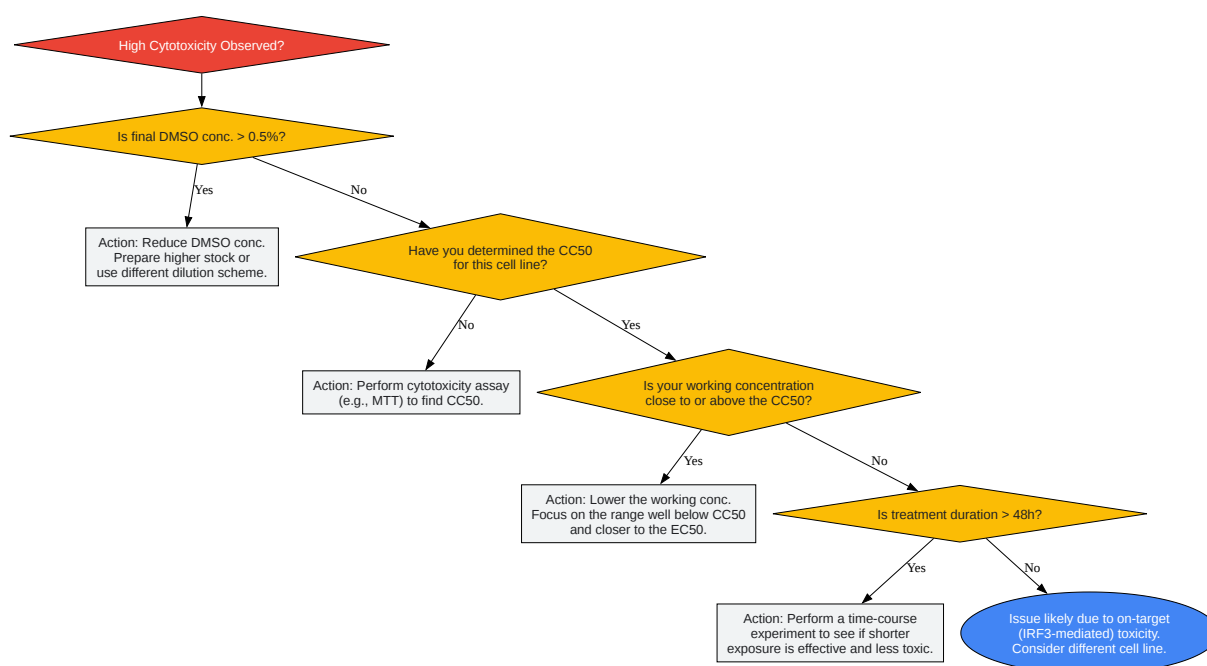 High Cytotoxicity Observed?
Is final DMSO conc. > 0.5%?
Yes
No
Action: Reduce DMSO conc.
Prepare higher stock or
use different dilution scheme.
Have you determined the CC50
for this cell line?
No
Yes
Action: Perform cytotoxicity assay
(e.g., MTT) to find CC50.
Is your working concentration
close to or above the CC50?
Yes
No
Action: Lower the working conc.
Focus on the range well below CC50
and closer to the EC50.
Is treatment duration > 48h?
Yes
No
Action: Perform a time-course
experiment to see if shorter
exposure is effective and less toxic.
Issue likely due to on-target
(IRF3-mediated) toxicity.
Consider different cell line.